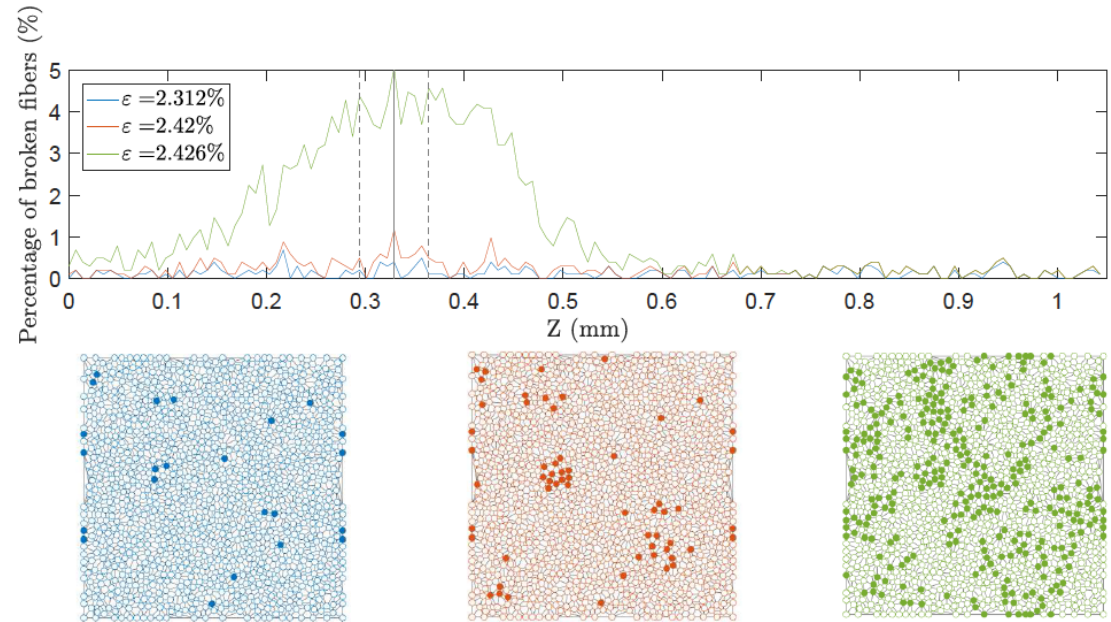 Percentage of broken fibers (%)
5
4
3
2
1
0
ε =2.312%
ε =2.42%
ε =2.426%
0 0.1 0.2 0.3 0.4 0.5 0.6 0.7 0.8 0.9 1
Z (mm)